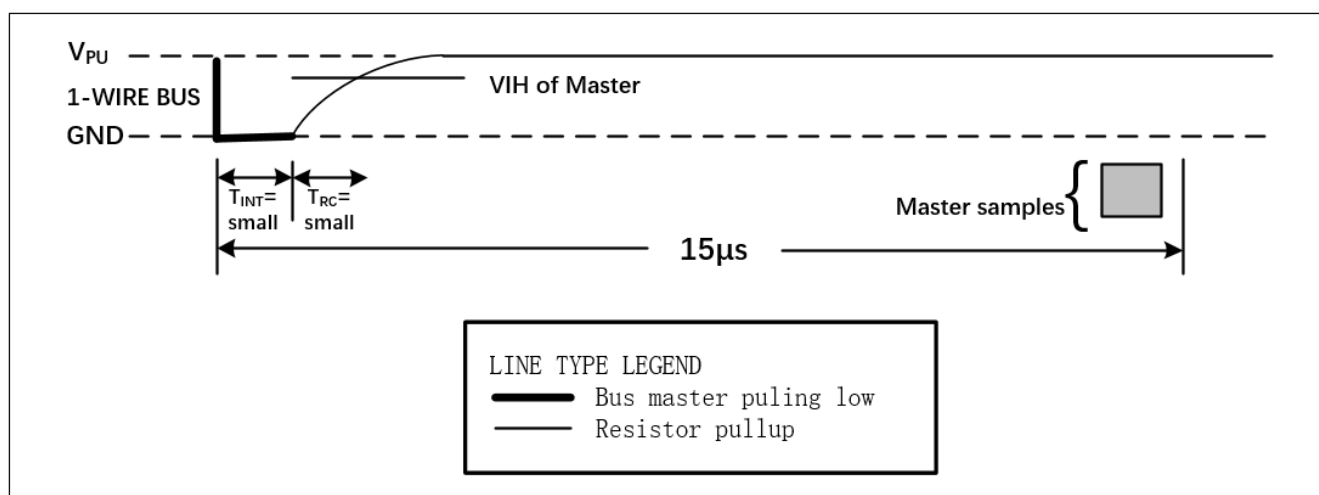 VPU
1-WIRE BUS
VIH of Master
GND
TINT= small
TRC= small
Master samples
15μs
LINE TYPE LEGEND
Bus master puling low
Resistor pullup